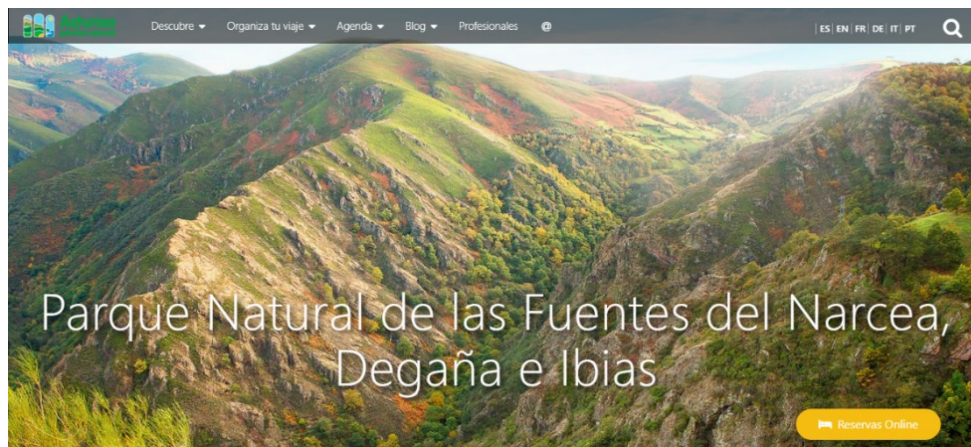 Asturias
Descubre Organiza tu viaje Agenda Blog Profesionales @
| ES | EN | FR | DE | IT | PT
Parque Natural de las Fuentes del Narcea,
Degaña e Ibias
Reservas Online